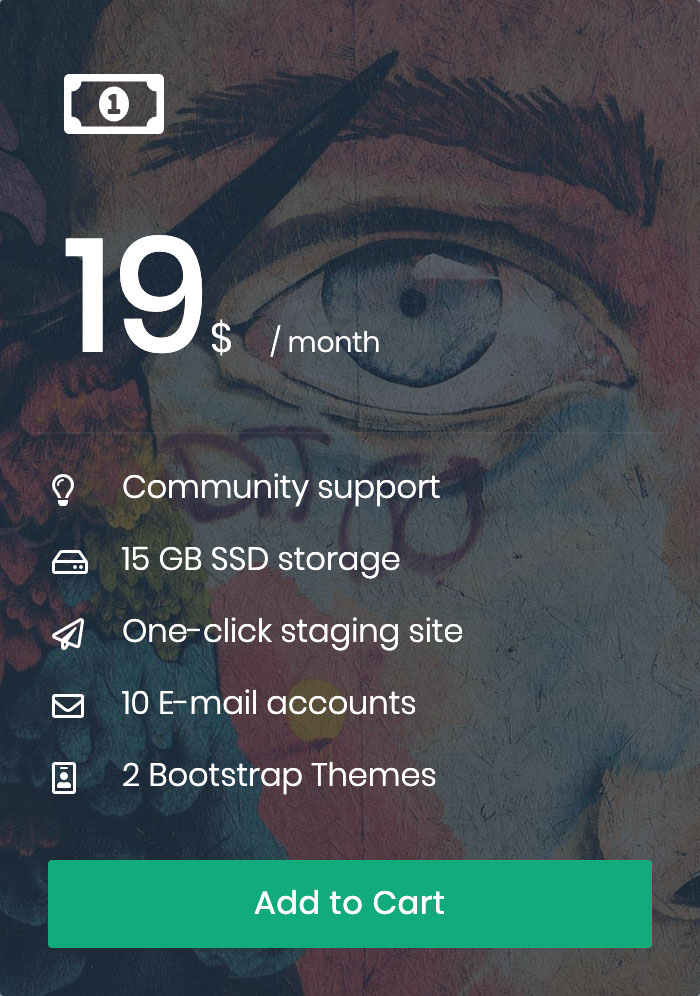 1
19$ / month
Community support
15 GB SSD storage
One-click staging site
10 E-mail accounts
2 Bootstrap Themes
Add to Cart